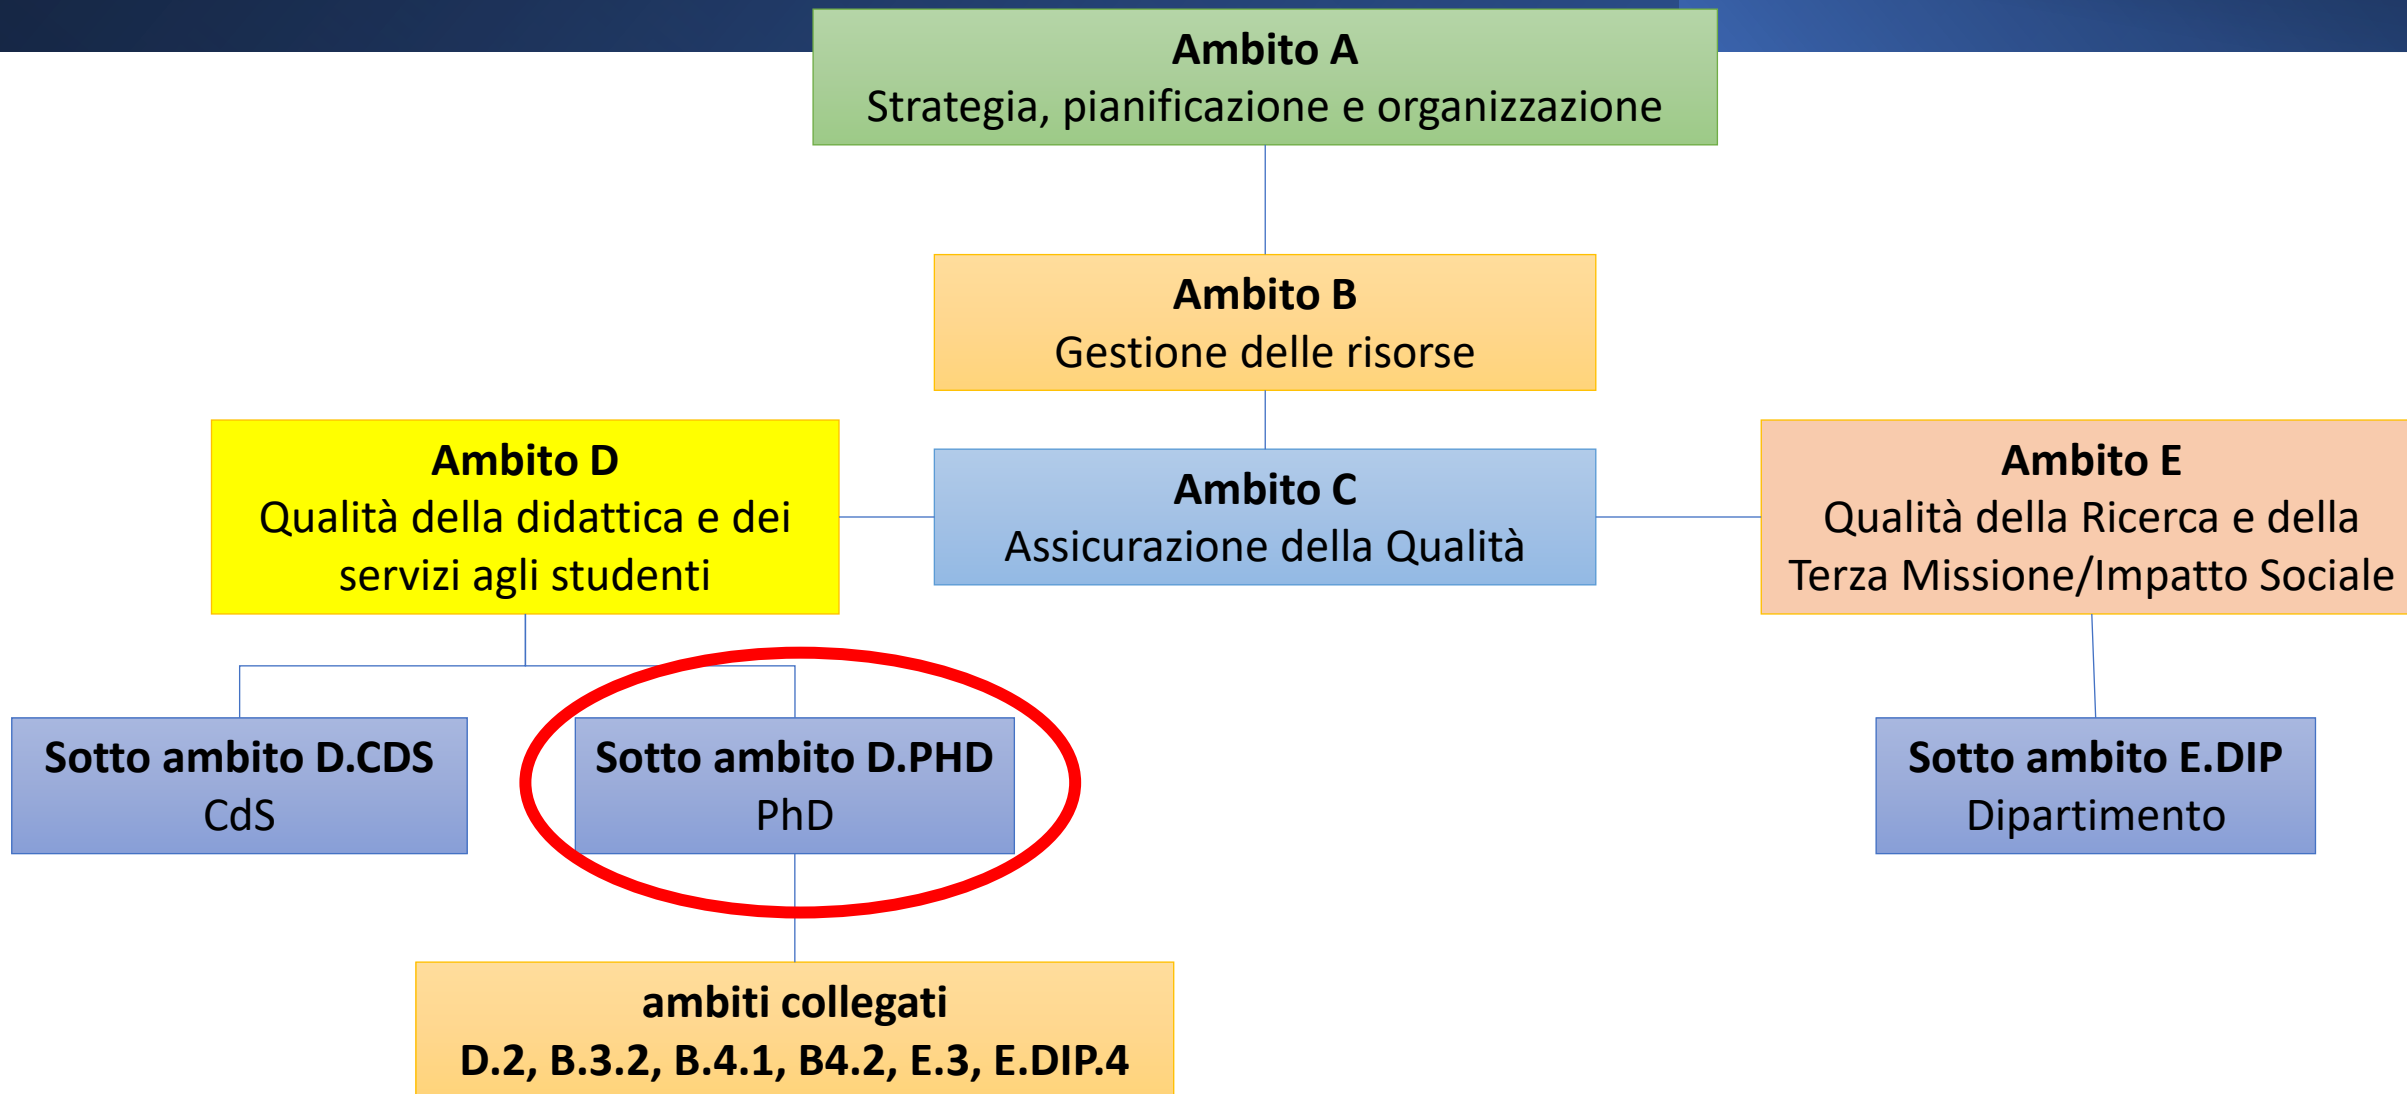 Ambito A
Strategia, pianificazione e organizzazione
Ambito B
Gestione delle risorse
Ambito D
Qualità della didattica e dei
servizi agli studenti
Ambito C
Assicurazione della Qualità
Ambito E
Qualità della Ricerca e della
Terza Missione/Impatto Sociale
Sotto ambito D.CDS
CdS
Sotto ambito D.PHD
PhD
Sotto ambito E.DIP
Dipartimento
ambiti collegati
D.2, B.3.2, B.4.1, B4.2, E.3, E.DIP.4